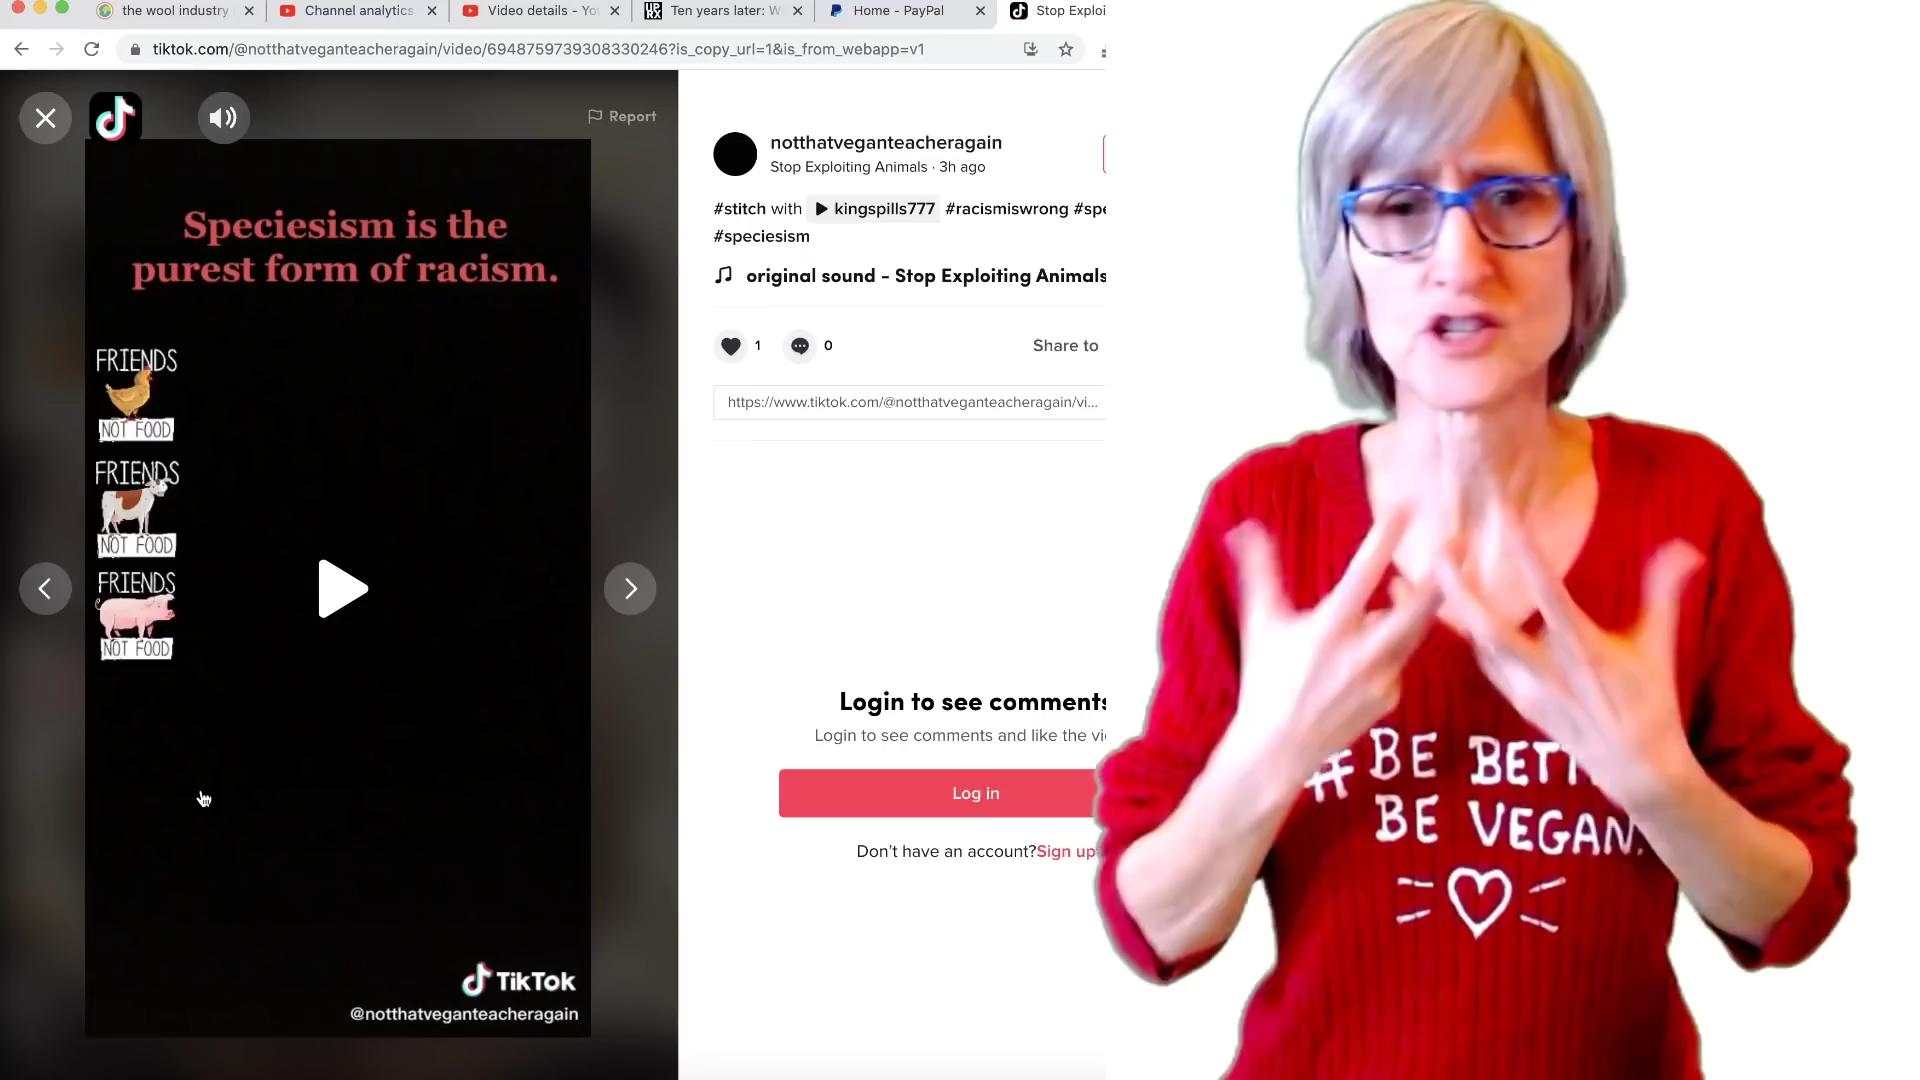 the wool industry
Channel analytics
Video details - Yo
Ten years later: W
Home - PayPal
Stop Exploi
tiktok.com/@notthatveganteacheragain/video/6948759739308330246?is_copy_url=1&is_from_webapp=v1
Report
Speciesism is the
purest form of racism.
FRIENDS
NOT FOOD
FRIENDS
NOT FOOD
FRIENDS
NOT FOOD
TikTok
@notthatveganteacheragain
notthatveganteacheragain
Stop Exploiting Animals · 3h ago
#stitch with kingspills777 #racismiswrong #spe
#speciesism
original sound - Stop Exploiting Animals
1
0
Share to
https://www.tiktok.com/@notthatveganteacheragain/vi...
Login to see comments
Login to see comments and like the vi
Log in
Don't have an account? Sign up
#BE BETT
BE VEGAN.